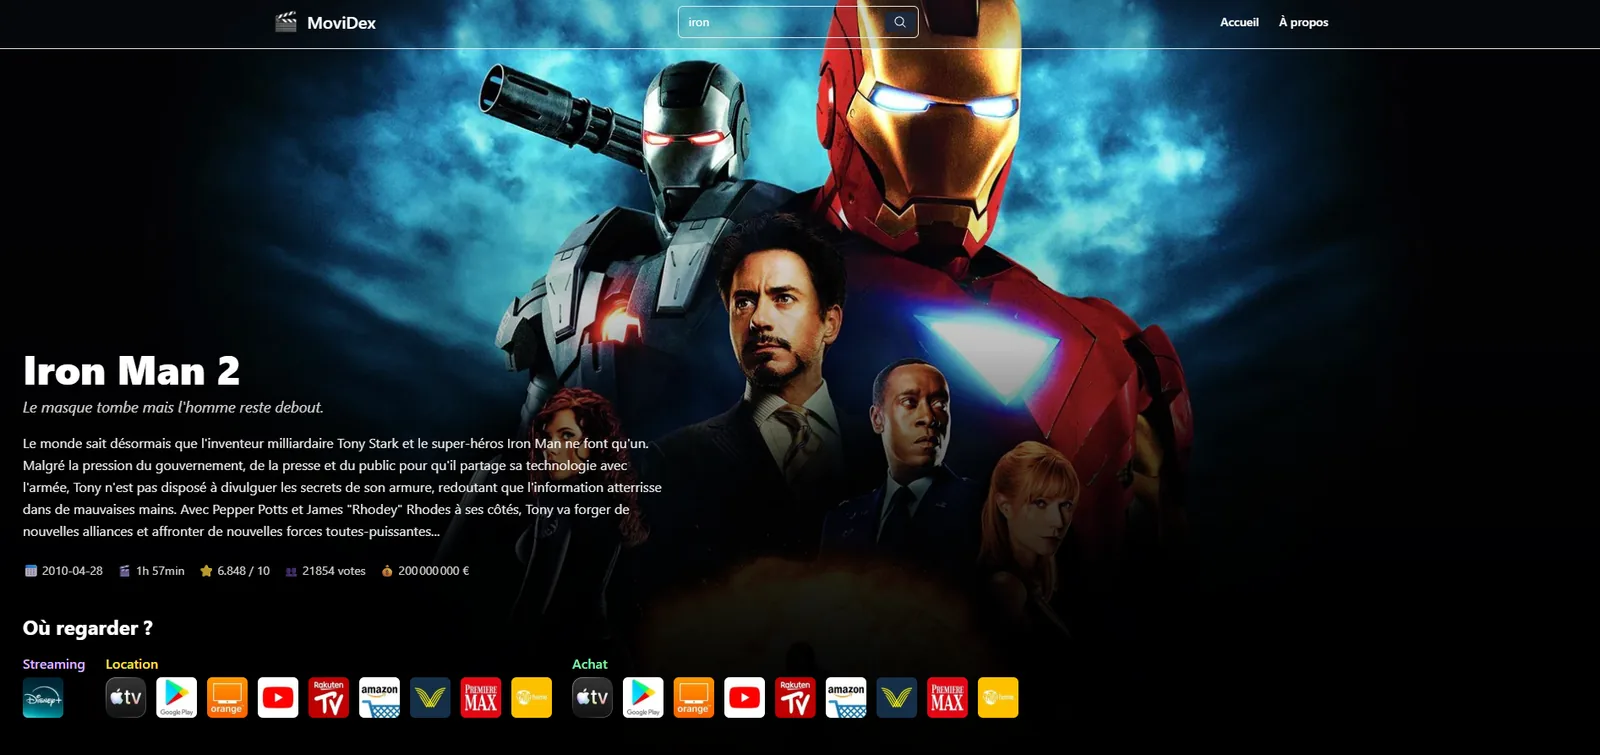 MoviDex
iron
Accueil
À propos
Iron Man 2
Le masque tombe mais l'homme reste debout.
Le monde sait désormais que l'inventeur milliardaire Tony Stark et le super-héros Iron Man ne font qu'un.
Malgré la pression du gouvernement, de la presse et du public pour qu'il partage sa technologie avec
l'armée, Tony n'est pas disposé à divulguer les secrets de son armure, redoutant que l'information atterrisse
dans de mauvaises mains. Avec Pepper Potts et James "Rhodey" Rhodes à ses côtés, Tony va forger de
nouvelles alliances et affronter de nouvelles forces toutes-puissantes...
2010-04-28
1h 57min
6.848 / 10
21854 votes
200 000 000 €
Où regarder ?
Streaming
Location
Achat
Disney+
tv
Google Play
orange
Rakuten
TV
amazon
PREMIERE
MAX
home
tv
Google Play
orange
Rakuten
TV
amazon
PREMIERE
MAX
home